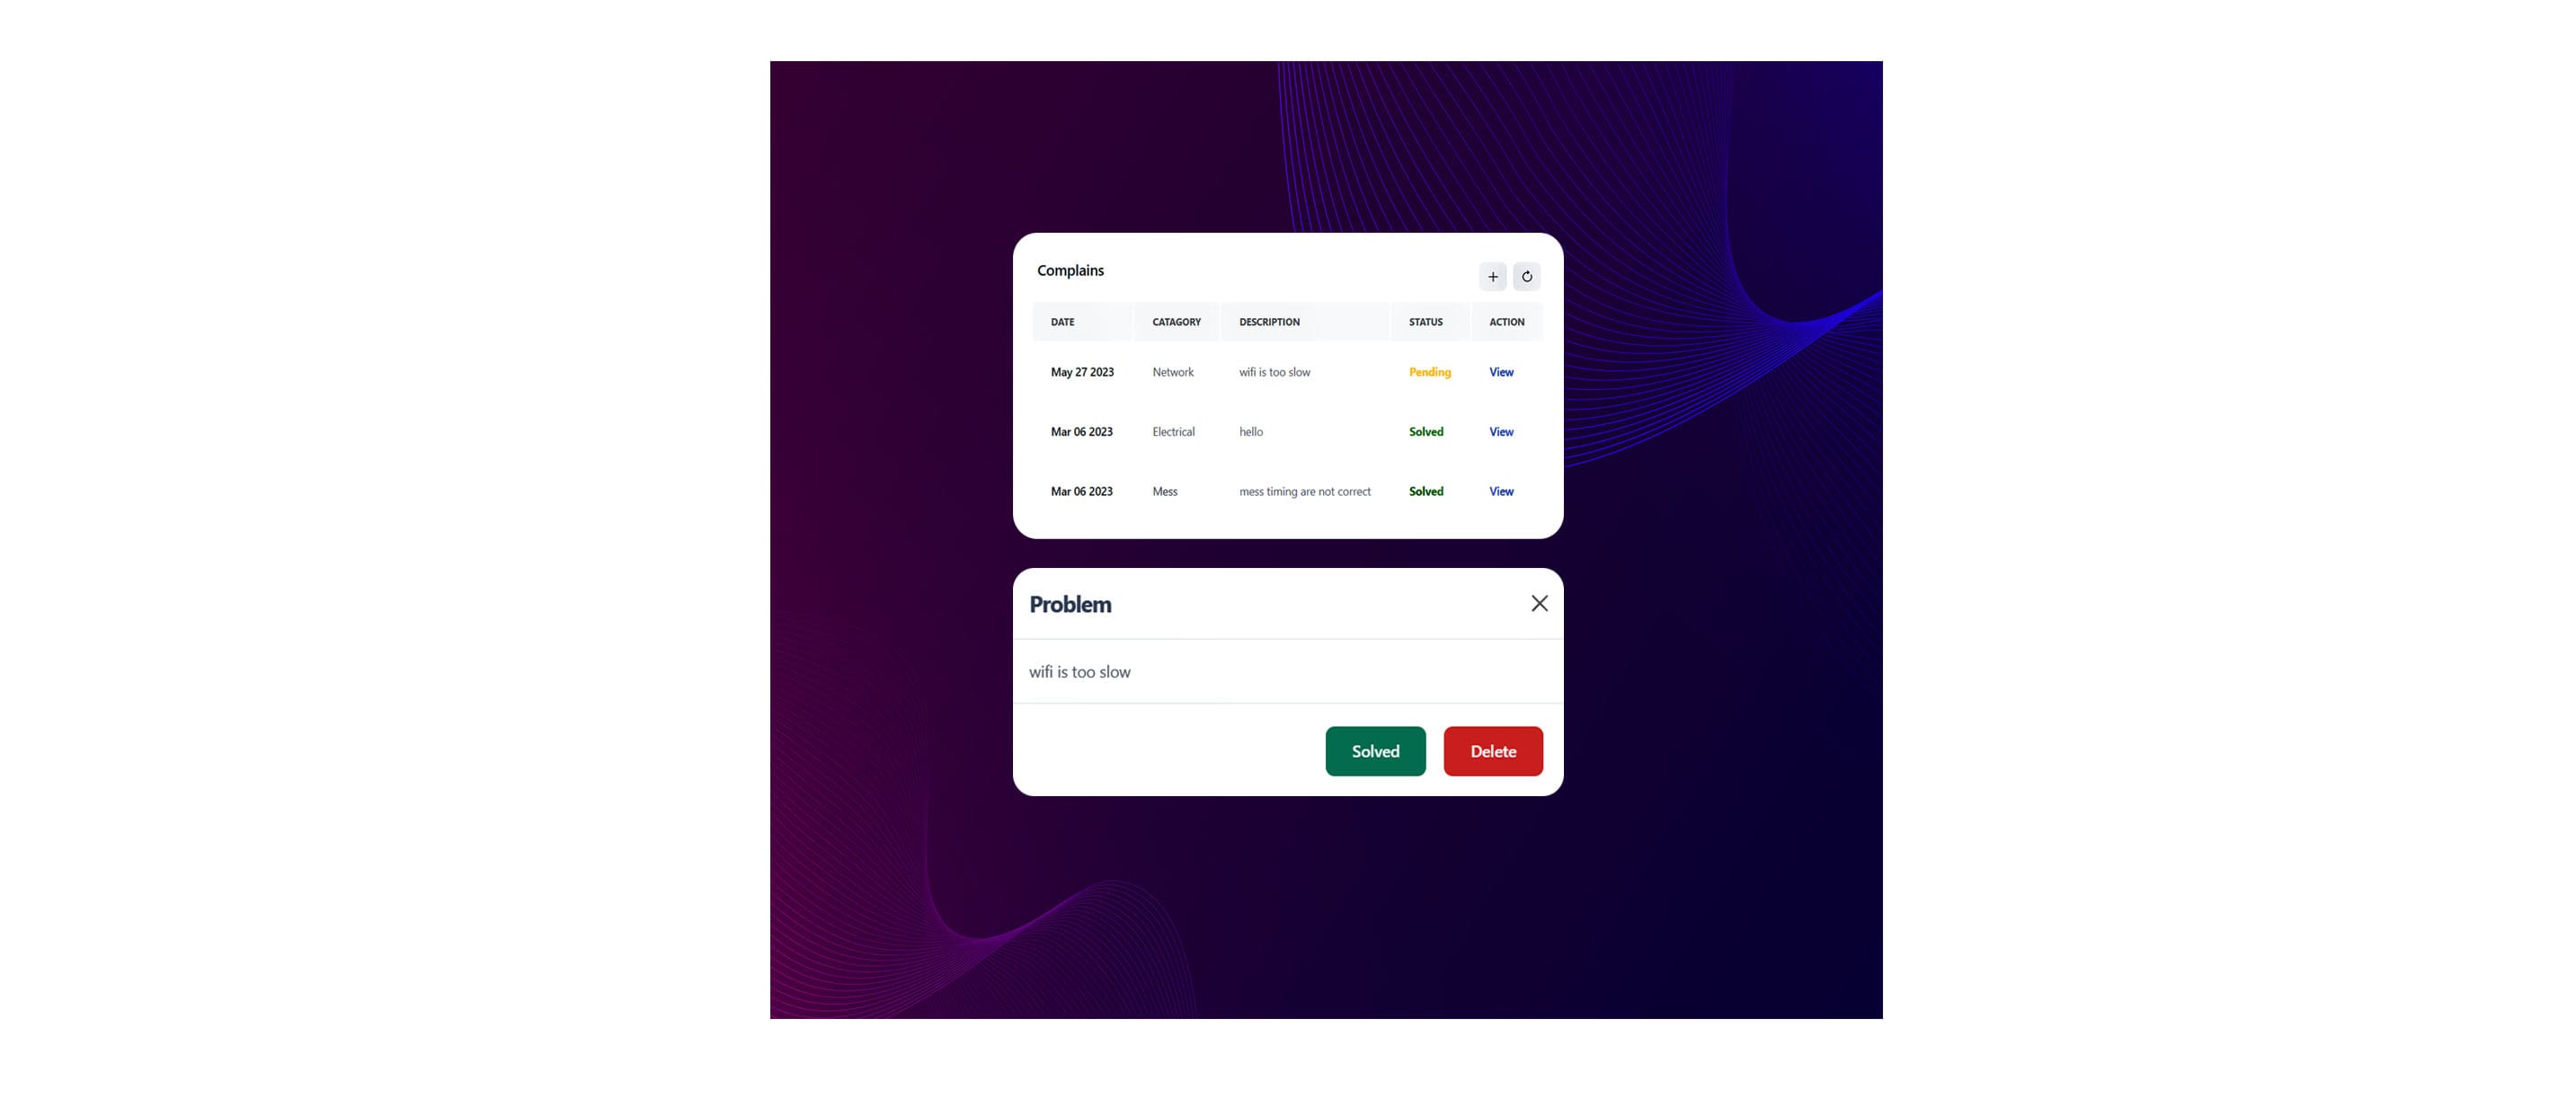 Complains
DATE CATAGORY DESCRIPTION STATUS ACTION
May 27 2023 Network wifi is too slow Pending View
Mar 06 2023 Electrical hello Solved View
Mar 06 2023 Mess mess timing are not correct Solved View
Problem
wifi is too slow
Solved Delete